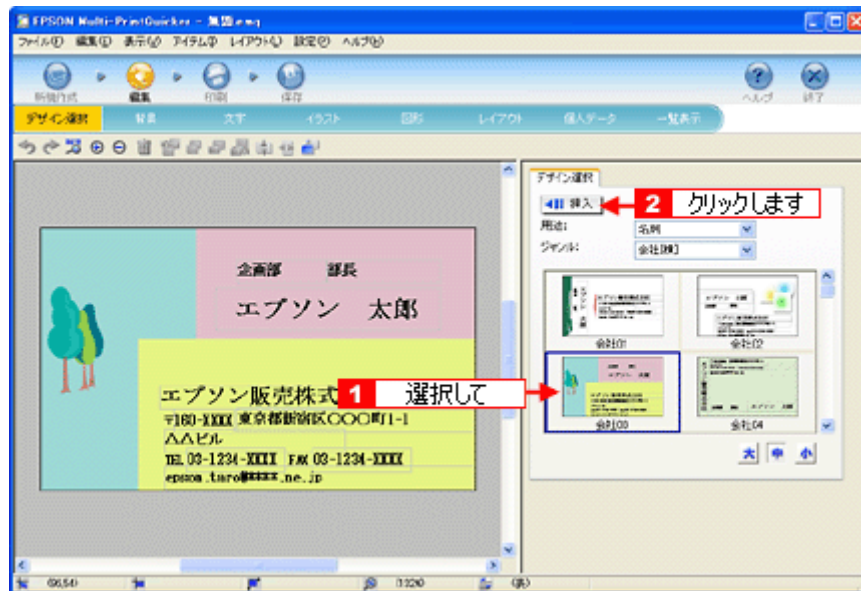 EPSON Multi-PrintQuicker - 無題.emq
ファイル(F) 編集(E) 表示(V) アイテム(I) レイアウト(L) 設定(O) ヘルプ(H)
新規作成 編集 印刷 保存 ヘルプ 終了
デザイン選択 背景 文字 イラスト 図形 レイアウト 個人データ 一覧表示
デザイン選択
挿入
2 クリックします
用途: 名刺
ジャンル: 会社[横]
会社01 会社02
会社03 会社04
大 中 小
企画部 部長
エプソン 太郎
エプソン販売株式
1 選択して
〒160-XXXX 東京都新宿区〇〇〇町1-1
△△ビル
TEL 03-1234-XXXX FAX 03-1234-XXXX
epson.taro@****.ne.jp